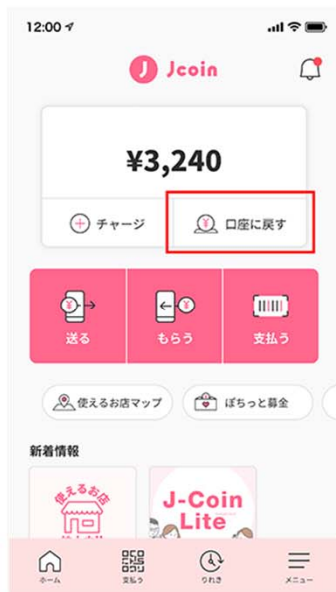 12:00
J Jcoin
¥3,240
チャージ
口座に戻す
送る
もらう
支払う
使えるお店マップ
ぽちっと募金
新着情報
使えるお店
J-Coin
Lite
ホーム
支払う
りれき
メニュー